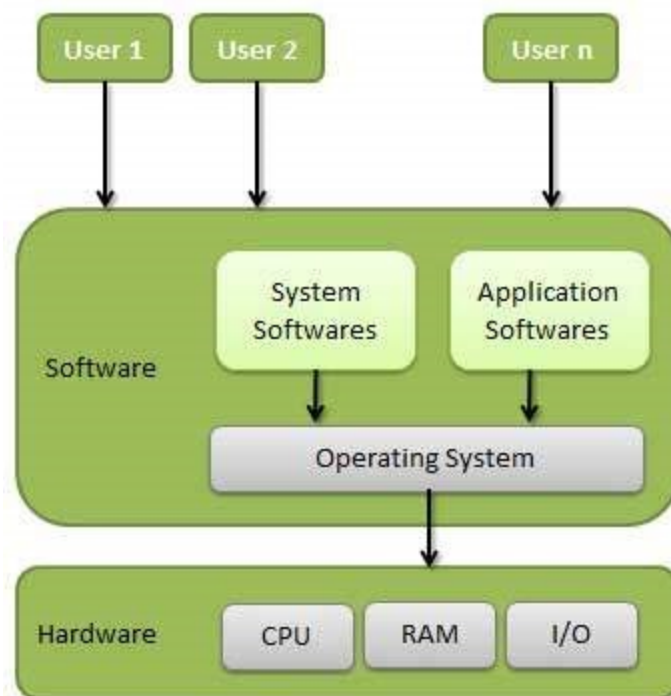 User 1
User 2
User n
System
Softwares
Application
Softwares
Software
Operating System
Hardware
CPU
RAM
I/O